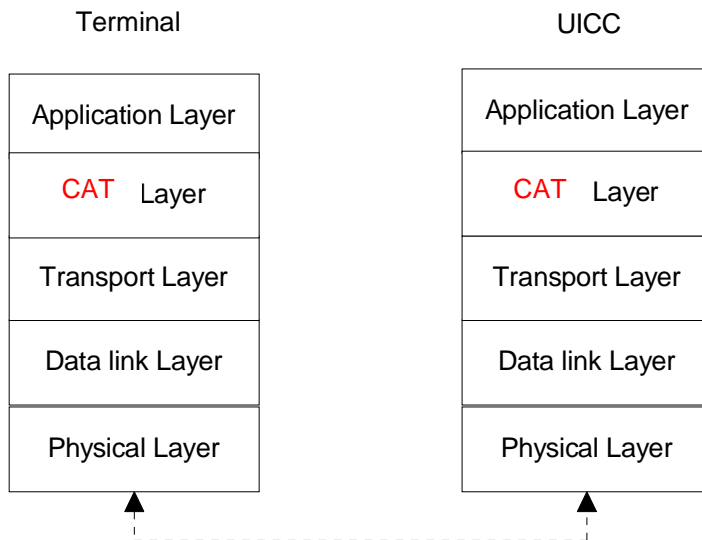 Terminal
UICC
Application Layer
Application Layer
CAT Layer
CAT Layer
Transport Layer
Transport Layer
Data link Layer
Data link Layer
Physical Layer
Physical Layer